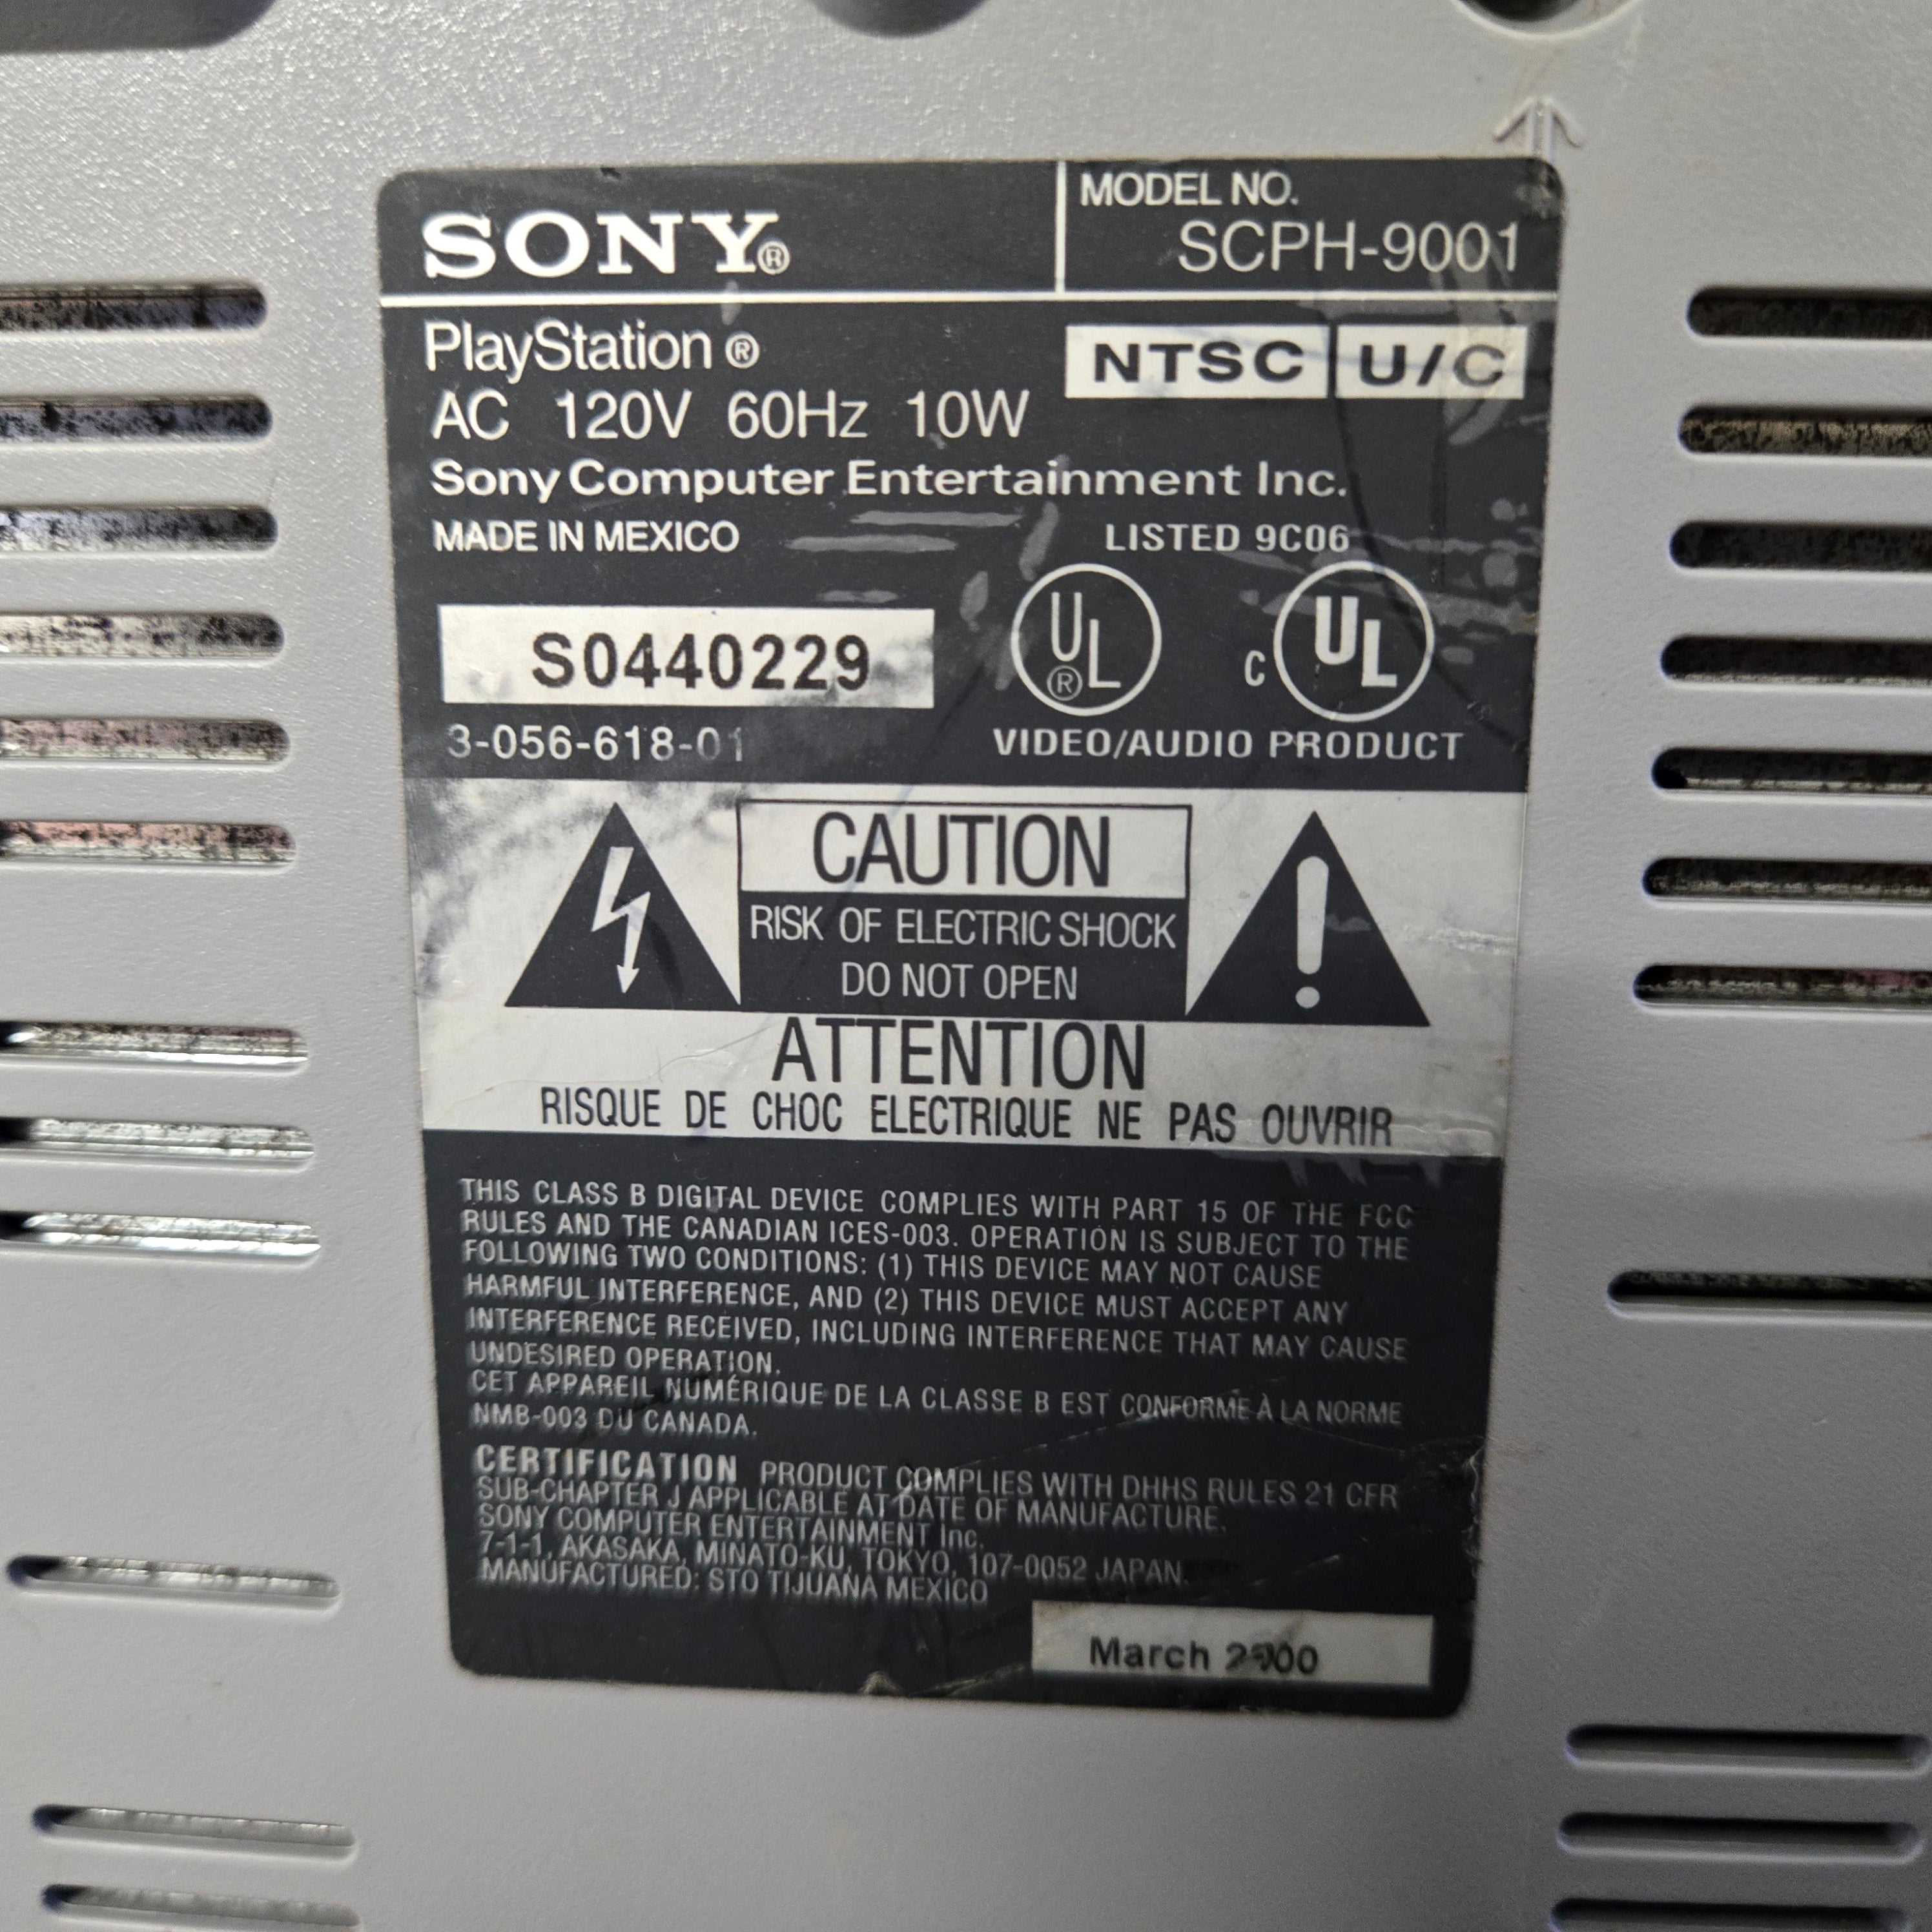 SONY®
MODEL NO.
SCPH-9001
PlayStation ®
NTSC U/C
AC 120V 60Hz 10W
Sony Computer Entertainment Inc.
MADE IN MEXICO
LISTED 9C06
S0440229
UL® C UL
3-056-618-01
VIDEO/AUDIO PRODUCT
CAUTION
RISK OF ELECTRIC SHOCK
DO NOT OPEN
ATTENTION
RISQUE DE CHOC ELECTRIQUE NE PAS OUVRIR
THIS CLASS B DIGITAL DEVICE COMPLIES WITH PART 15 OF THE FCC
RULES AND THE CANADIAN ICES-003. OPERATION IS SUBJECT TO THE
FOLLOWING TWO CONDITIONS: (1) THIS DEVICE MAY NOT CAUSE
HARMFUL INTERFERENCE, AND (2) THIS DEVICE MUST ACCEPT ANY
INTERFERENCE RECEIVED, INCLUDING INTERFERENCE THAT MAY CAUSE
UNDESIRED OPERATION.
CET APPAREIL NUMÉRIQUE DE LA CLASSE B EST CONFORME À LA NORME
NMB-003 DU CANADA.
CERTIFICATION PRODUCT COMPLIES WITH DHHS RULES 21 CFR
SUB-CHAPTER J APPLICABLE AT DATE OF MANUFACTURE.
SONY COMPUTER ENTERTAINMENT Inc.
7-1-1, AKASAKA, MINATO-KU, TOKYO, 107-0052 JAPAN.
MANUFACTURED: STO TIJUANA MEXICO
March 2000